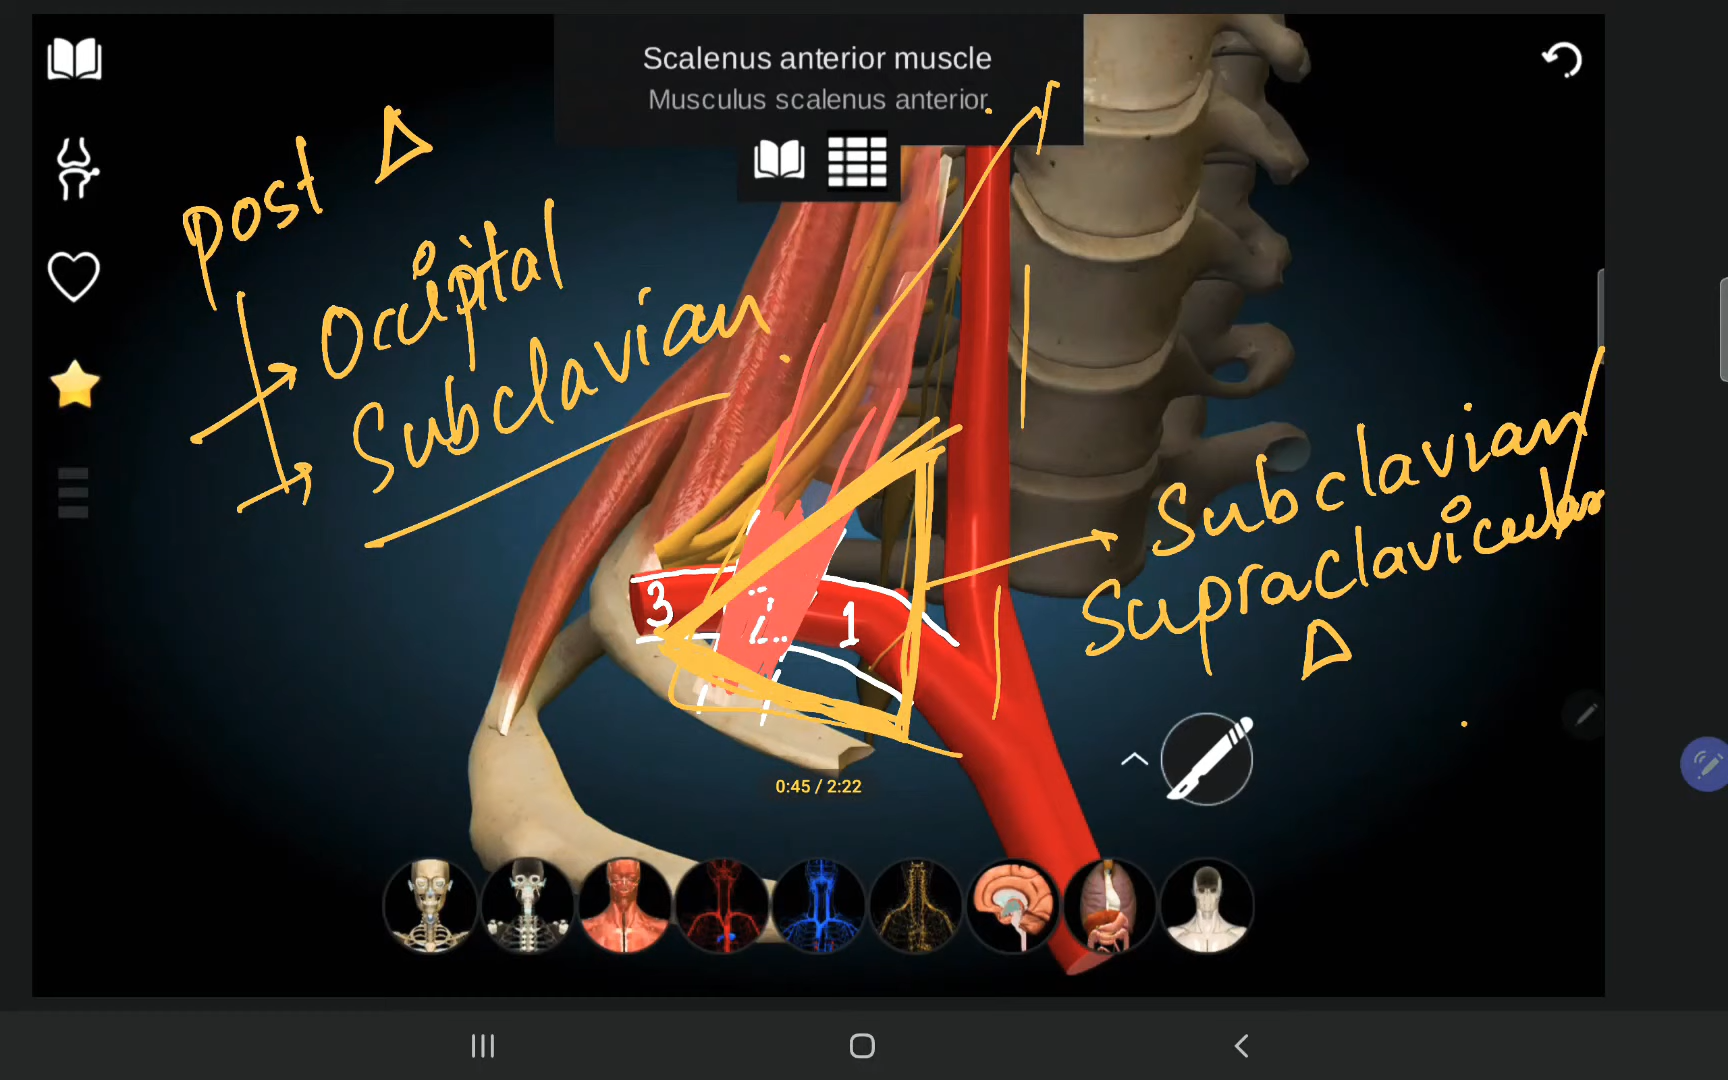 Scalenus anterior muscle
Musculus scalenus anterior
post Δ
Occipital
Subclavian
3 2 1
Subclavian
Supraclavicular
Δ
0:45 / 2:22